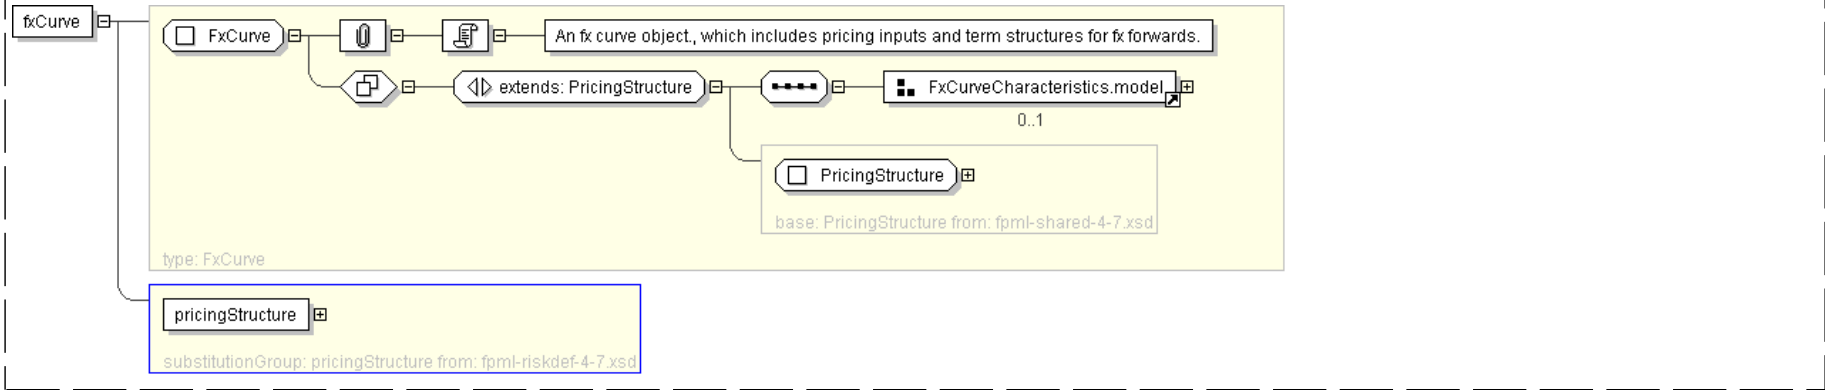 fxCurve
FxCurve
An fx curve object., which includes pricing inputs and term structures for fx forwards.
extends: PricingStructure
FxCurveCharacteristics.model
0..1
PricingStructure
base: PricingStructure from: fpml-shared-4-7.xsd
type: FxCurve
pricingStructure
substitutionGroup: pricingStructure from: fpml-riskdef-4-7.xsd